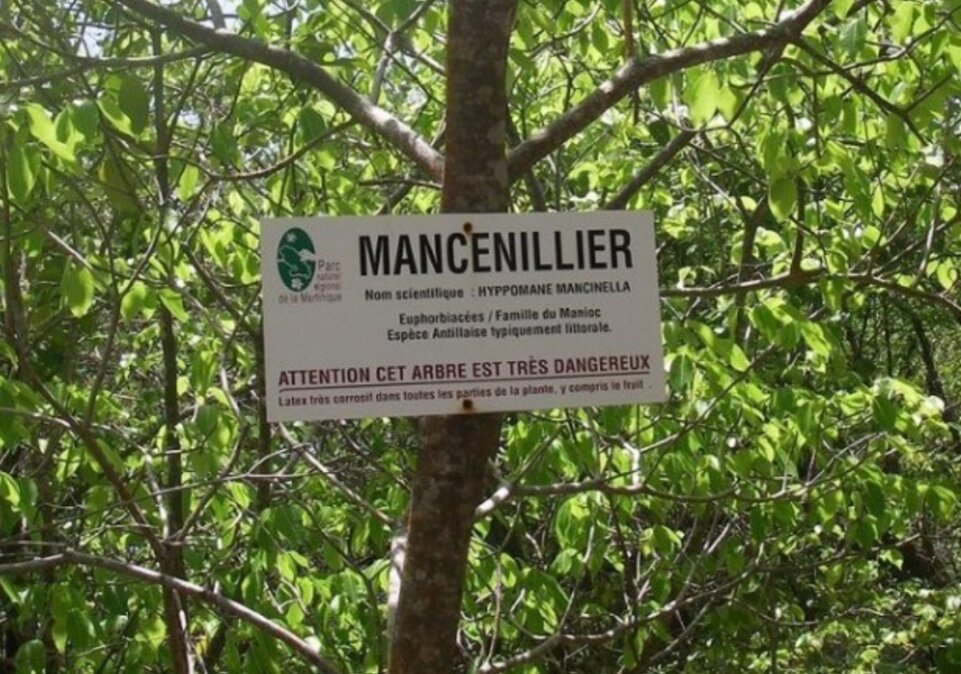 MANCENILLIER
Parc
naturel
régional
de la Martinique
Nom scientifique : HYPPOMANE MANCINELLA
Euphorbiacées / Famille du Manioc
Espèce Antillaise typiquement littorale.
ATTENTION CET ARBRE EST TRÈS DANGEREUX
Latex très corrosif dans toutes les parties de la plante, y compris le fruit .